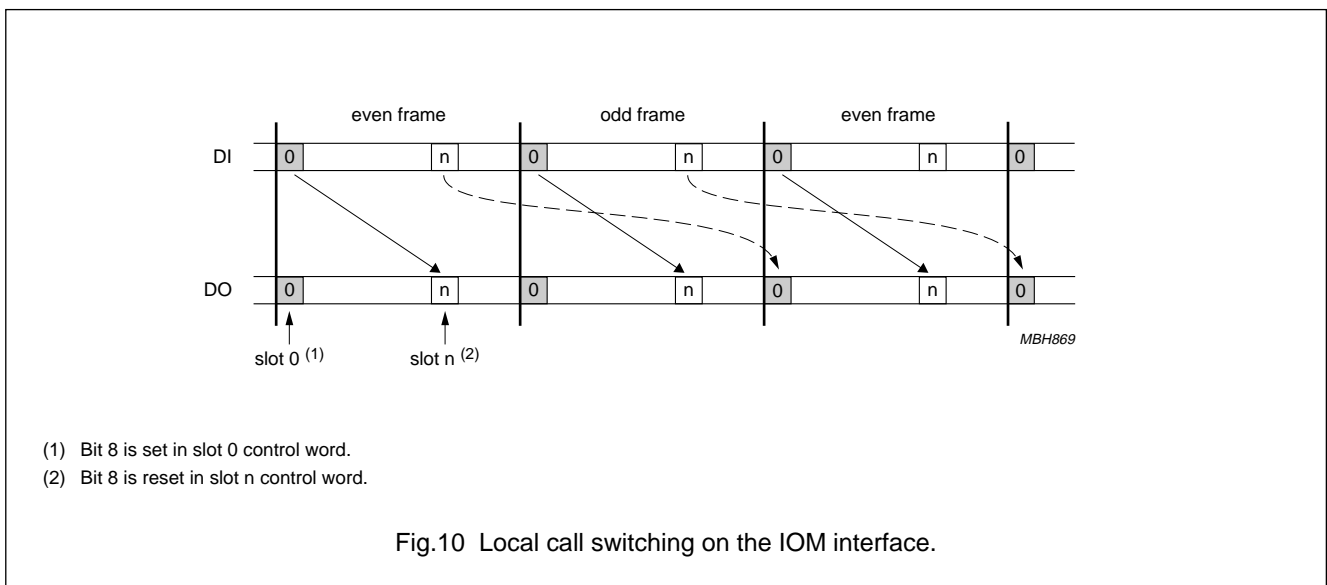 even frame odd frame even frame
DI 0 n 0 n 0 n 0
DO 0 n 0 n 0 n 0
MBH869
slot 0 (1) slot n (2)
(1) Bit 8 is set in slot 0 control word.
(2) Bit 8 is reset in slot n control word.
Fig.10 Local call switching on the IOM interface.